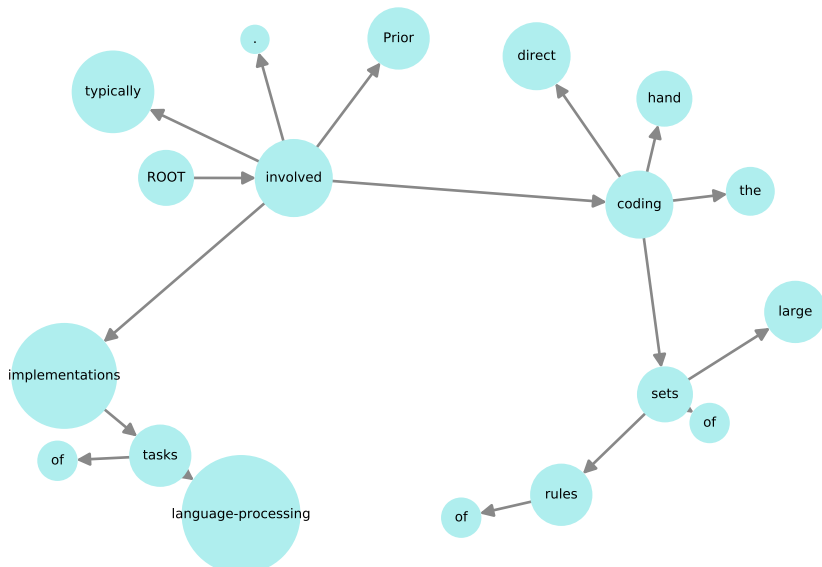 .
Prior
direct
typically
hand
ROOT
involved
the
coding
large
implementations
sets
of
tasks
of
rules
language-processing
of